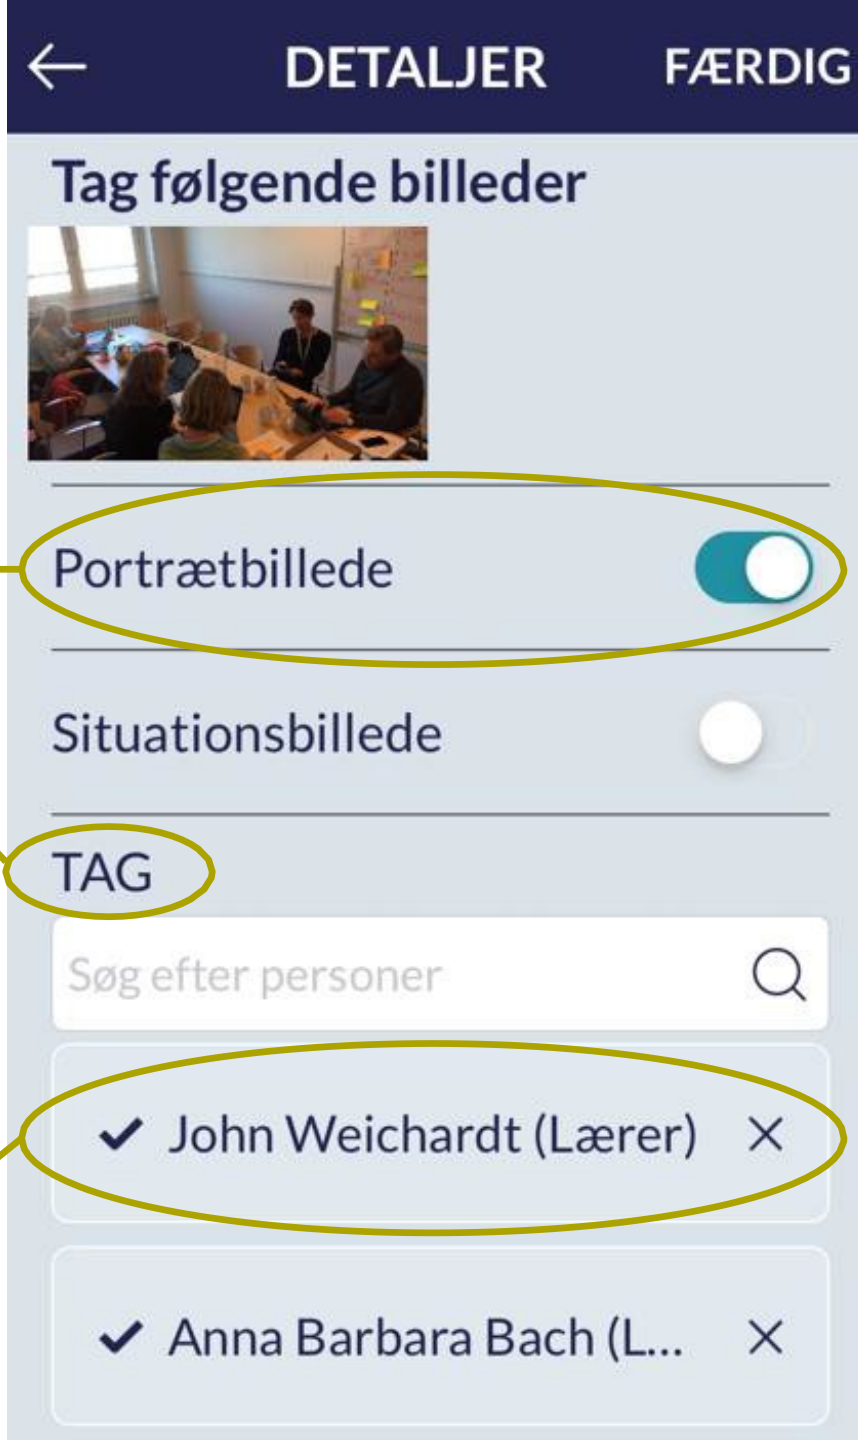 DETALJER FÆRDIG
Tag følgende billeder
Portrætbillede
Situationsbillede
TAG
Søg efter personer
John Weichardt (Lærer)
Anna Barbara Bach (L...